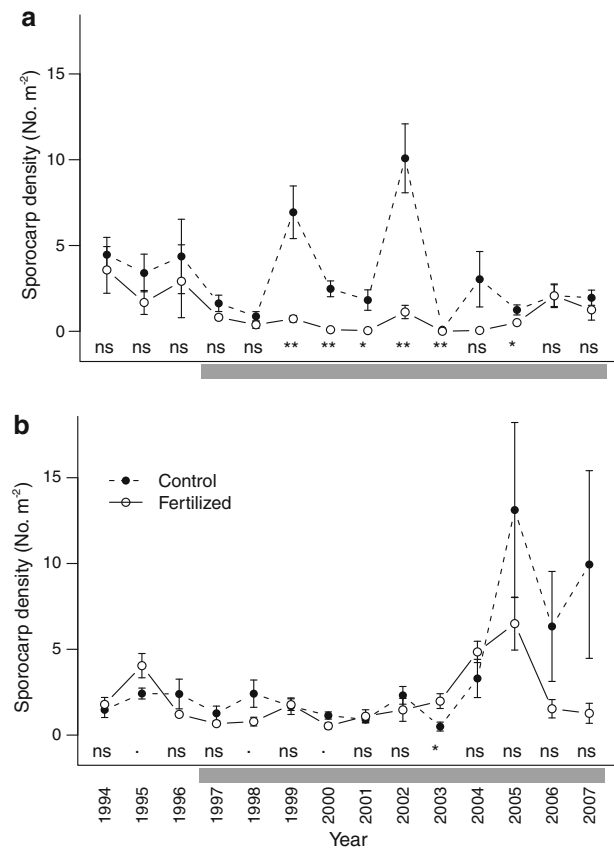 a
Sporocarp density (No. m-2)
15
10
5
0
ns ns ns ns ns ** ** * ** ** ns * ns ns
b
Sporocarp density (No. m-2)
15
10
5
0
Control
Fertilized
ns . ns ns . ns . ns ns * ns ns ns ns
1994 1995 1996 1997 1998 1999 2000 2001 2002 2003 2004 2005 2006 2007
Year